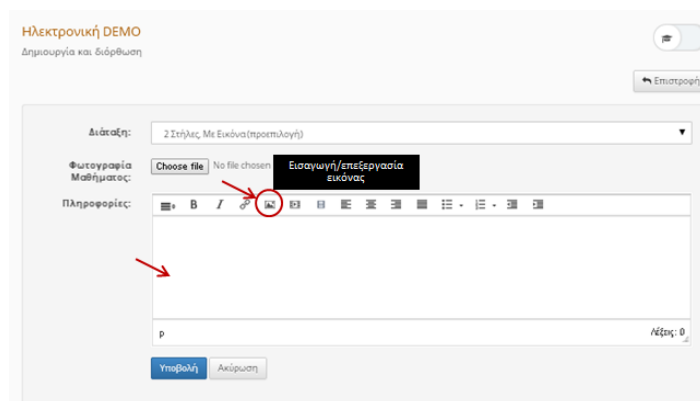 Ηλεκτρονική DEMO
Δημιουργία και διόρθωση
Επιστροφή
Διάταξη:
2 Στήλες, Με Εικόνα(προεπιλογή)
Φωτογραφία
Μαθήματος:
Choose file No file chosen
Εισαγωγή/επεξεργασία
εικόνας
Πληροφορίες:
B I
p
Λέξεις: 0
Υποβολή Ακύρωση